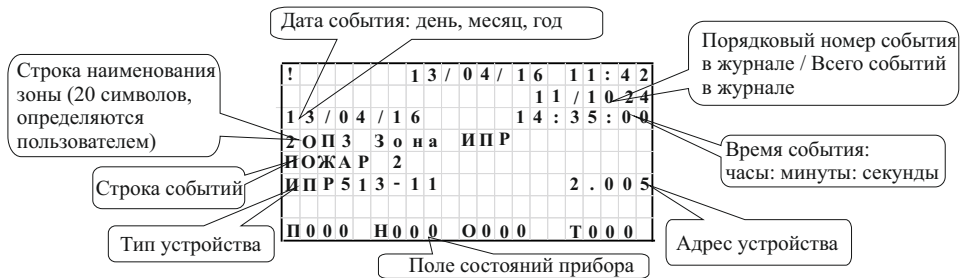 Дата события: день, месяц, год
Строка наименования
зоны (20 символов,
определяются
пользователем)
Строка событий
Тип устройства
! 13/04/16 11:42
11/1024
13/04/16 14:35:00
2ОПЗ Зона ИПР
ПОЖАР 2
ИПР513-11 2.005
П000 Н000 О000 Т000
Порядковый номер события
в журнале / Всего событий
в журнале
Время события:
часы: минуты: секунды
Адрес устройства
Поле состояний прибора